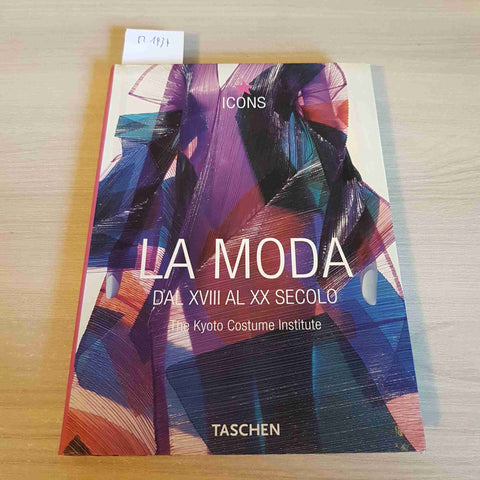 ICONS
LA MODA
DAL XVIII AL XX SECOLO
The Kyoto Costume Institute
TASCHEN